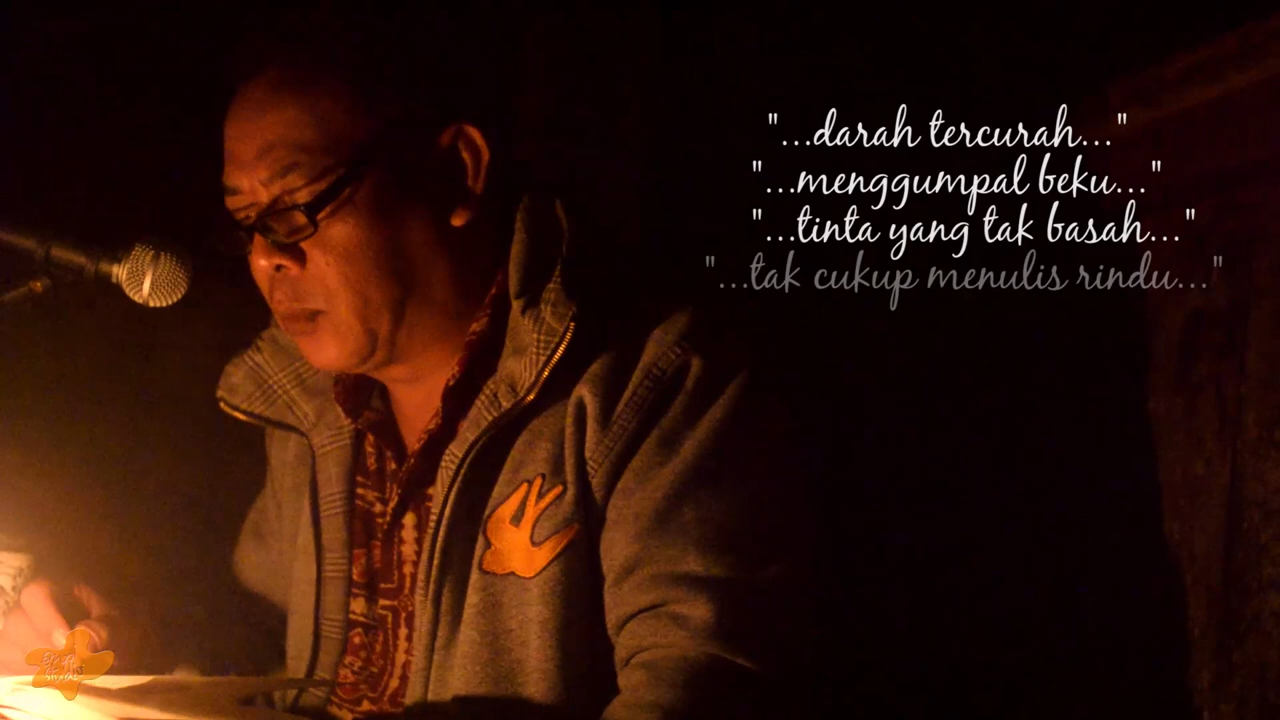 "...darah tercurah..."
"...menggumpal beku..."
"...tinta yang tak basah..."
"...tak cukup menulis rindu..."